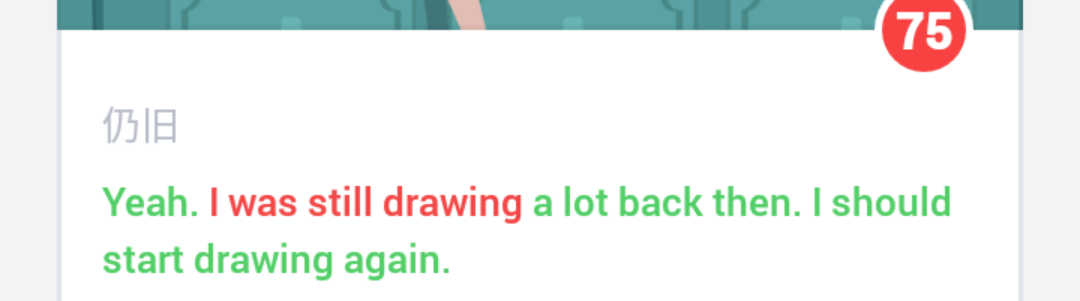 75
仍旧
Yeah. I was still drawing a lot back then. I should
start drawing again.